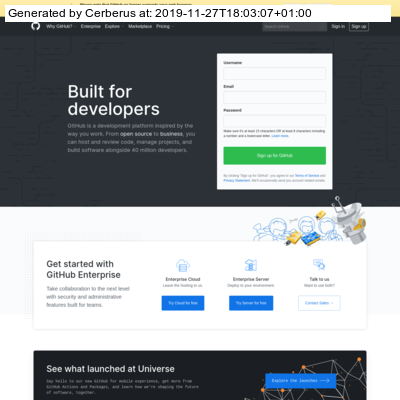 Generated by Cerberus at: 2019-11-27T18:03:07+01:00
Why GitHub? Enterprise Explore Marketplace Pricing Search GitHub Sign in Sign up
Built for
developers
GitHub is a development platform inspired by the
way you work. From open source to business, you
can host and review code, manage projects, and
build software alongside 40 million developers.
Username
Email
Password
Make sure it's at least 15 characters OR at least 8 characters including
a number and a lowercase letter. Learn more.
Sign up for GitHub
By clicking "Sign up for GitHub", you agree to our Terms of Service and
Privacy Statement. We'll occasionally send you account related emails.
Get started with
GitHub Enterprise
Take collaboration to the next level
with security and administrative
features built for teams.
Enterprise Cloud
Leave the hosting to us.
Try Cloud for free
Enterprise Server
Deploy to your environment.
Try Server for free
Talk to us
Want to use both?
Contact Sales
See what launched at Universe
Say hello to our new GitHub for mobile experience, get more from
GitHub Actions and Packages, and learn how we're shaping the future
of software, together.
Explore the launches